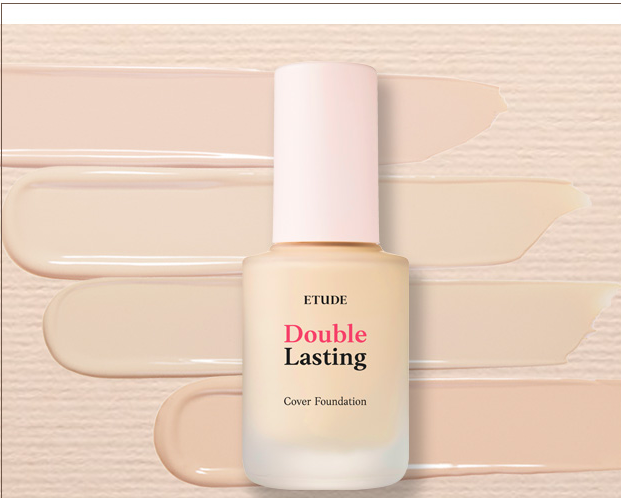 ETUDE
Double
Lasting
Cover Foundation